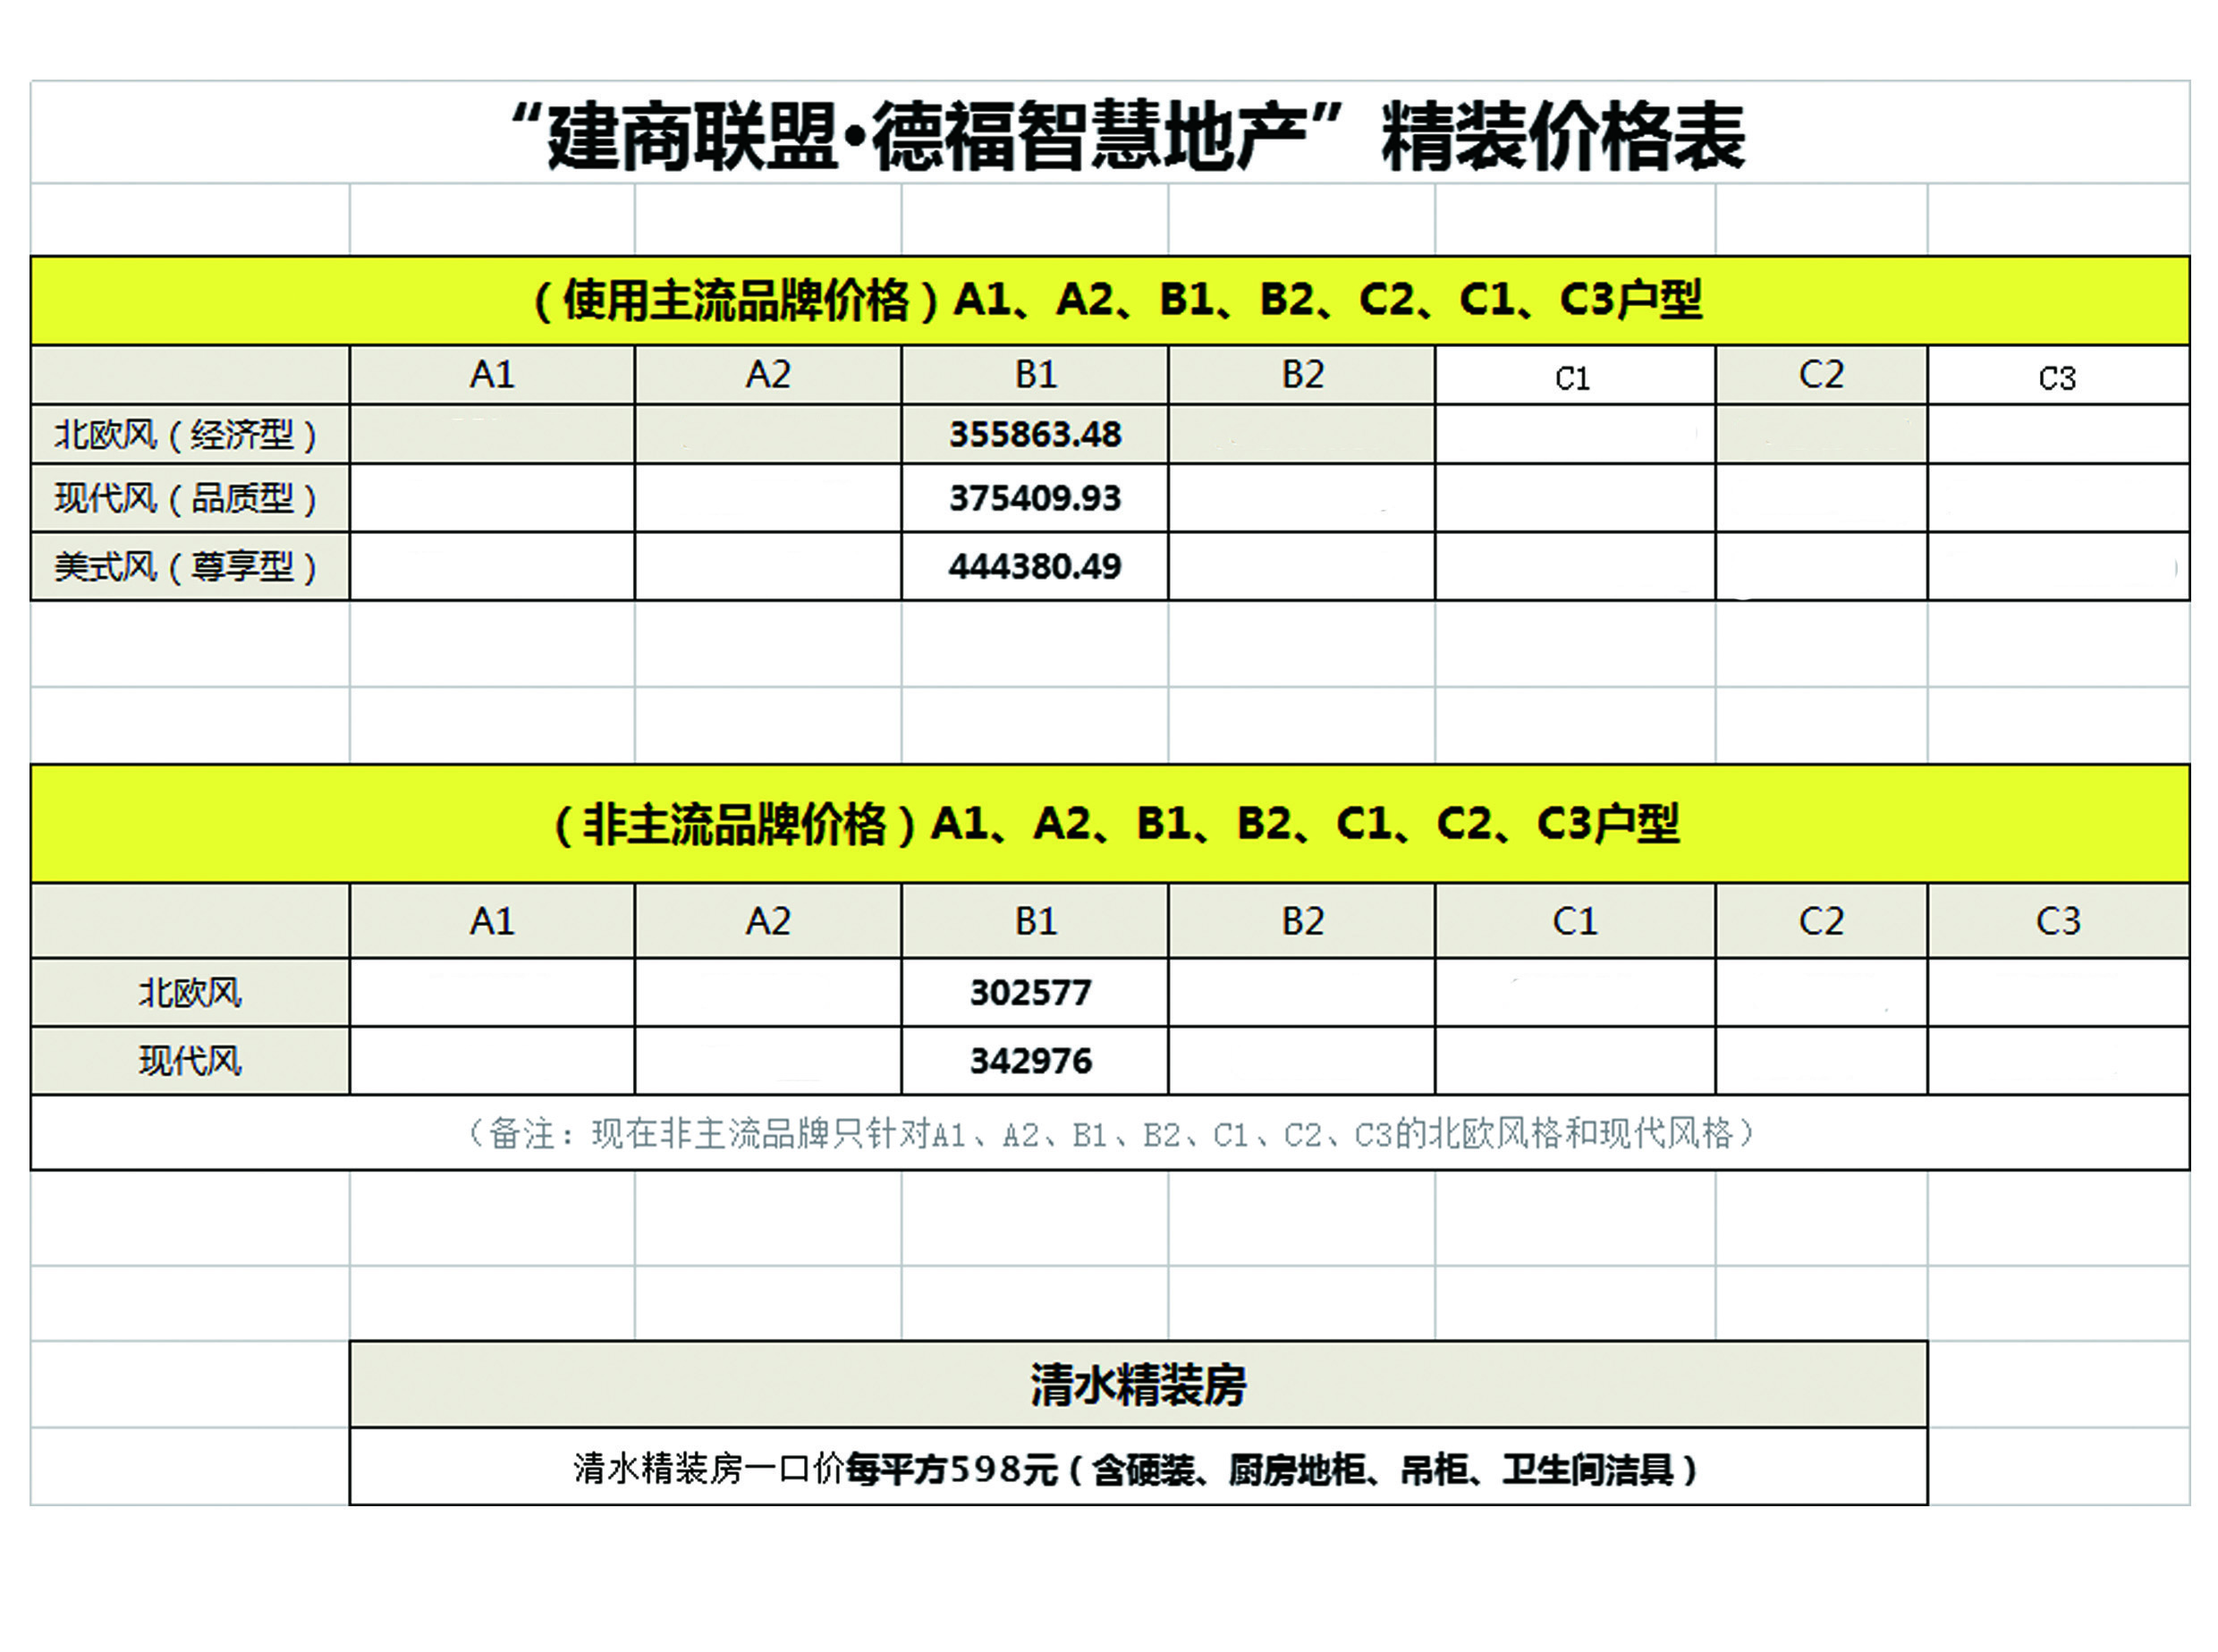 “建商联盟•德福智慧地产”精装价格表
（使用主流品牌价格）A1、A2、B1、B2、C2、C1、C3户型
A1 A2 B1 B2 C1 C2 C3
北欧风（经济型） 355863.48
现代风（品质型） 375409.93
美式风（尊享型） 444380.49
（非主流品牌价格）A1、A2、B1、B2、C1、C2、C3户型
A1 A2 B1 B2 C1 C2 C3
北欧风 302577
现代风 342976
（备注：现在非主流品牌只针对A1、A2、B1、B2、C1、C2、C3的北欧风格和现代风格）
清水精装房
清水精装房一口价每平方598元（含硬装、厨房地柜、吊柜、卫生间洁具）